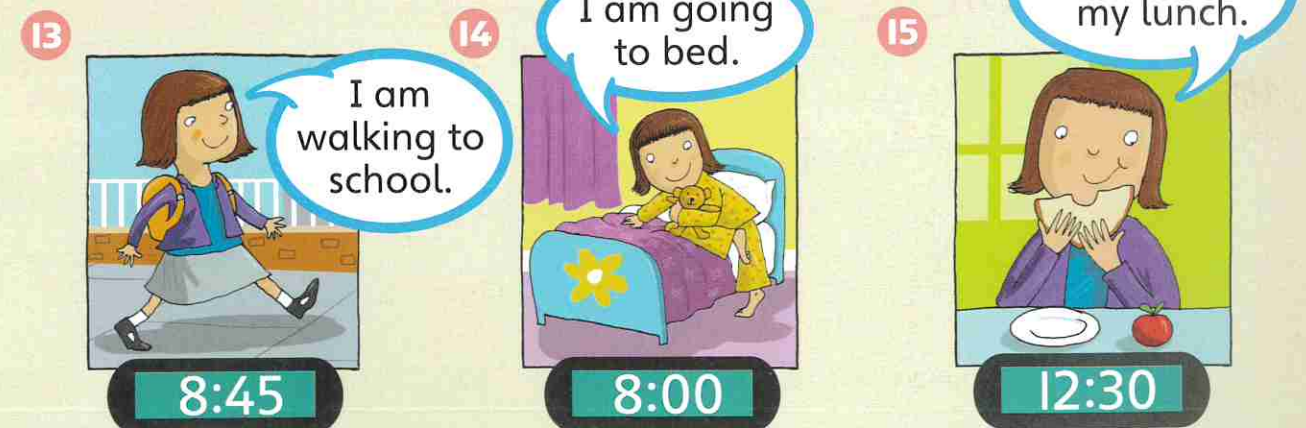 13
I am
walking to
school.
8:45
14
I am going
to bed.
8:00
15
my lunch.
12:30